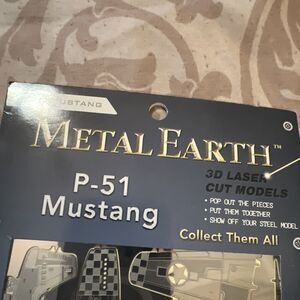 MUSTANG
METAL EARTH™
3D LASER
CUT MODELS
P-51
Mustang
• POP OUT THE PIECES
• PUT THEM TOGETHER
• SHOW OFF YOUR STEEL MODEL
Collect Them All